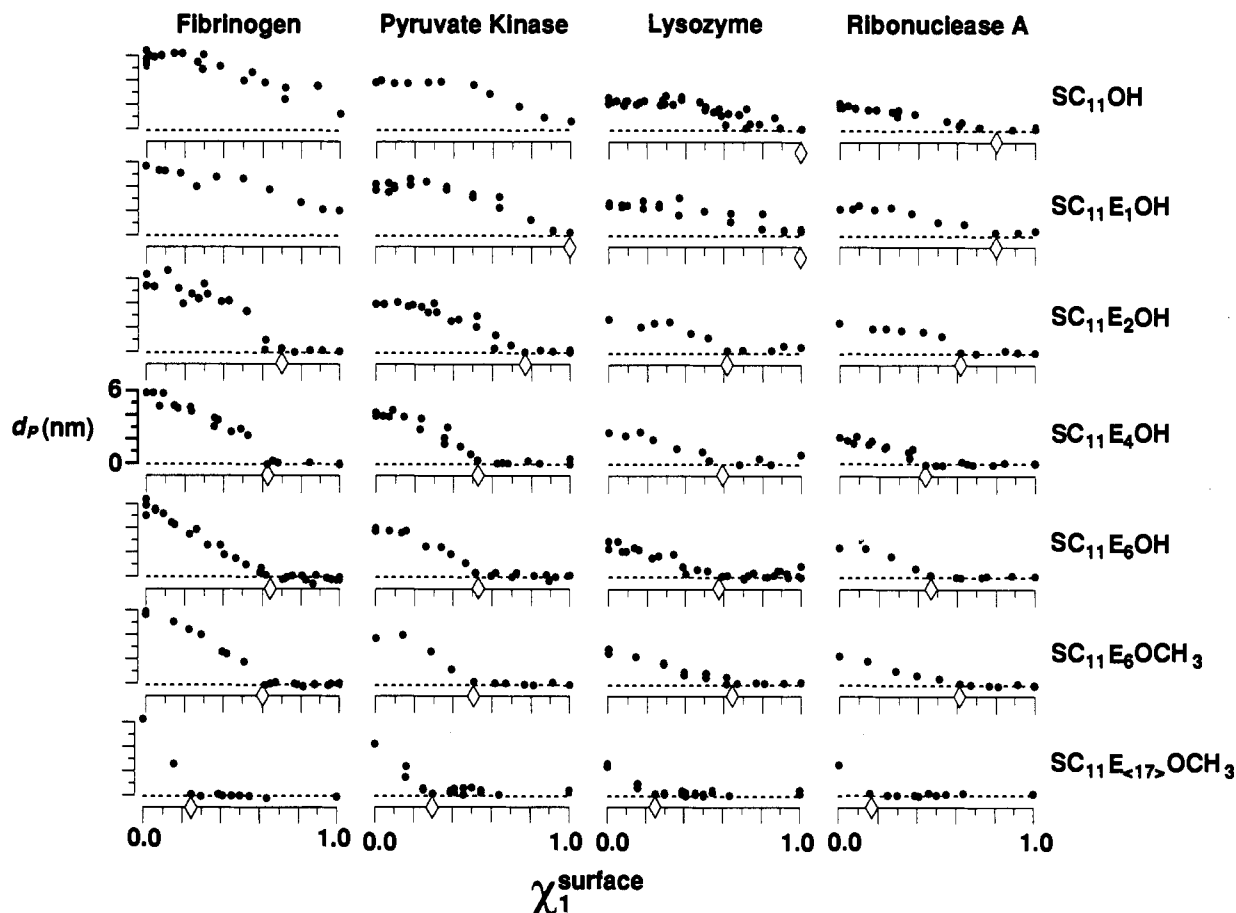 Fibrinogen Pyruvate Kinase Lysozyme Ribonuciease A
SC₁₁OH
SC₁₁E₁OH
SC₁₁E₂OH
6
dₚ(nm)
SC₁₁E₄OH
0
SC₁₁E₆OH
SC₁₁E₆OCH₃
SC₁₁E<₁₇>OCH₃
0.0 1.0 0.0 1.0 0.0 1.0 0.0 1.0
χ₁surface